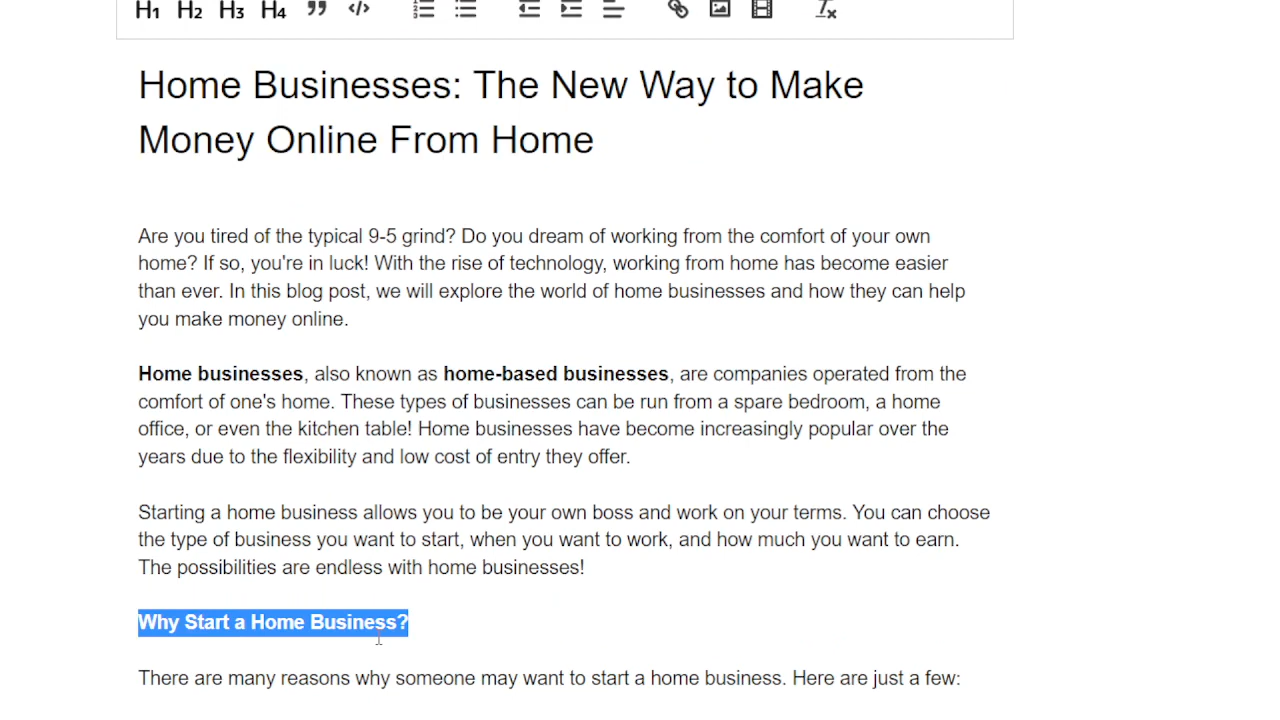 H1 H2 H3 H4
Home Businesses: The New Way to Make
Money Online From Home
Are you tired of the typical 9-5 grind? Do you dream of working from the comfort of your own
home? If so, you're in luck! With the rise of technology, working from home has become easier
than ever. In this blog post, we will explore the world of home businesses and how they can help
you make money online.
Home businesses, also known as home-based businesses, are companies operated from the
comfort of one's home. These types of businesses can be run from a spare bedroom, a home
office, or even the kitchen table! Home businesses have become increasingly popular over the
years due to the flexibility and low cost of entry they offer.
Starting a home business allows you to be your own boss and work on your terms. You can choose
the type of business you want to start, when you want to work, and how much you want to earn.
The possibilities are endless with home businesses!
Why Start a Home Business?
There are many reasons why someone may want to start a home business. Here are just a few: